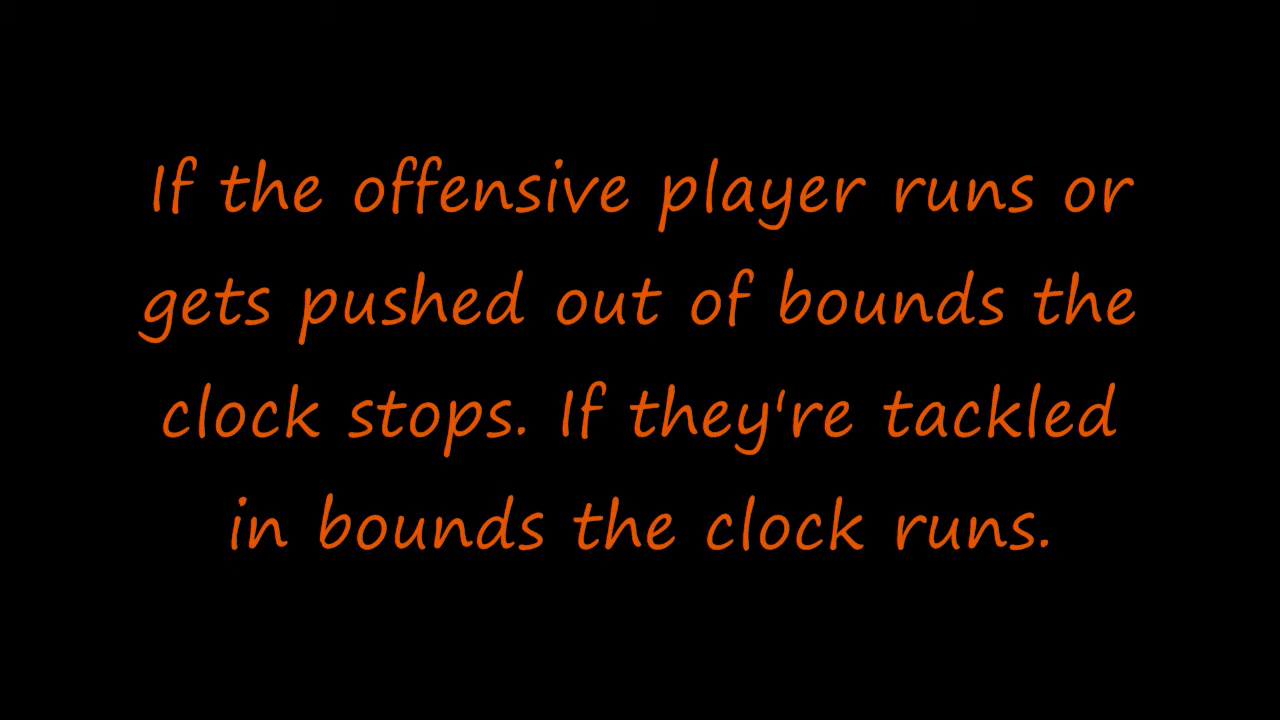 If the offensive player runs or
gets pushed out of bounds the
clock stops. If they're tackled
in bounds the clock runs.